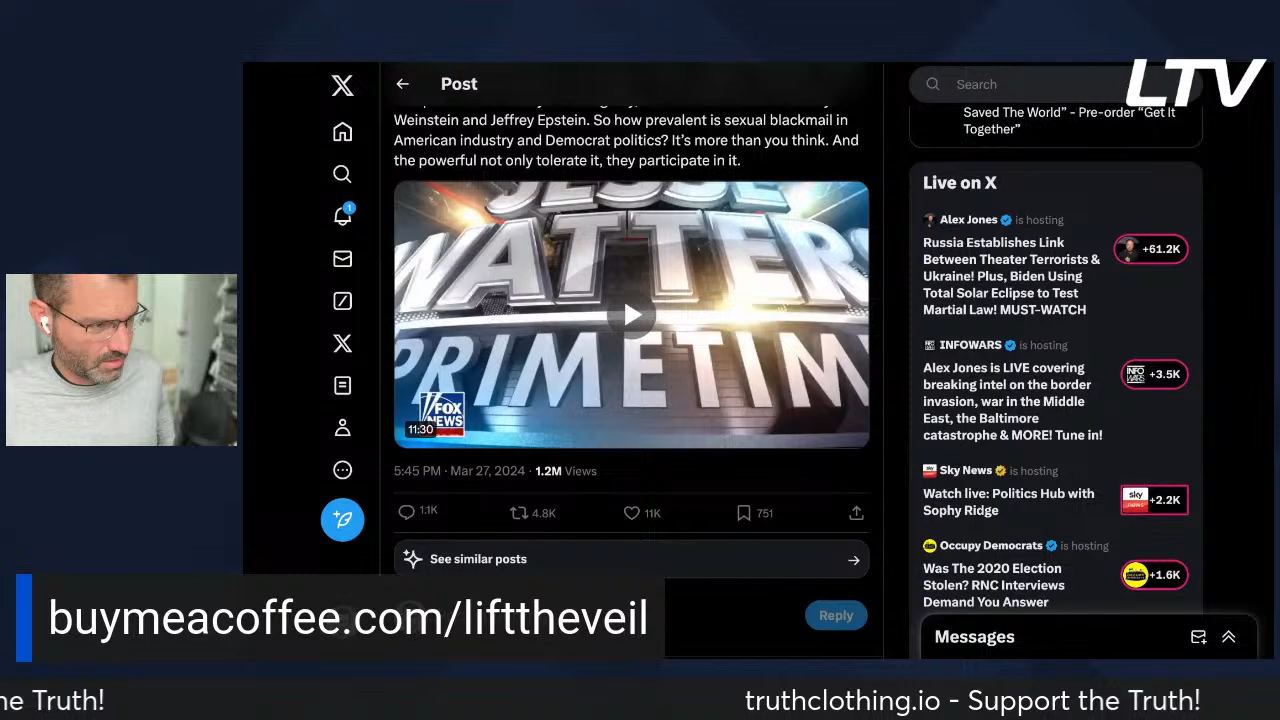 LTV
Post
Weinstein and Jeffrey Epstein. So how prevalent is sexual blackmail in
American industry and Democrat politics? It’s more than you think. And
the powerful not only tolerate it, they participate in it.
JESSE
WATTERS
PRIMETIM
FOX
NEWS
11:30
5:45 PM · Mar 27, 2024 · 1.2M Views
1.1K
4.8K
11K
751
See similar posts
Reply
1
Search
Saved The World” - Pre-order “Get It
Together”
Live on X
Alex Jones is hosting
Russia Establishes Link
Between Theater Terrorists &
Ukraine! Plus, Biden Using
Total Solar Eclipse to Test
Martial Law! MUST-WATCH
+61.2K
INFOWARS is hosting
Alex Jones is LIVE covering
breaking intel on the border
invasion, war in the Middle
East, the Baltimore
catastrophe & MORE! Tune in!
INFO
WARS
+3.5K
Sky News is hosting
Watch live: Politics Hub with
Sophy Ridge
sky
+2.2K
Occupy Democrats is hosting
Was The 2020 Election
Stolen? RNC Interviews
Demand You Answer
+1.6K
Messages
buymeacoffee.com/lifttheveil
he Truth!
truthclothing.io - Support the Truth!